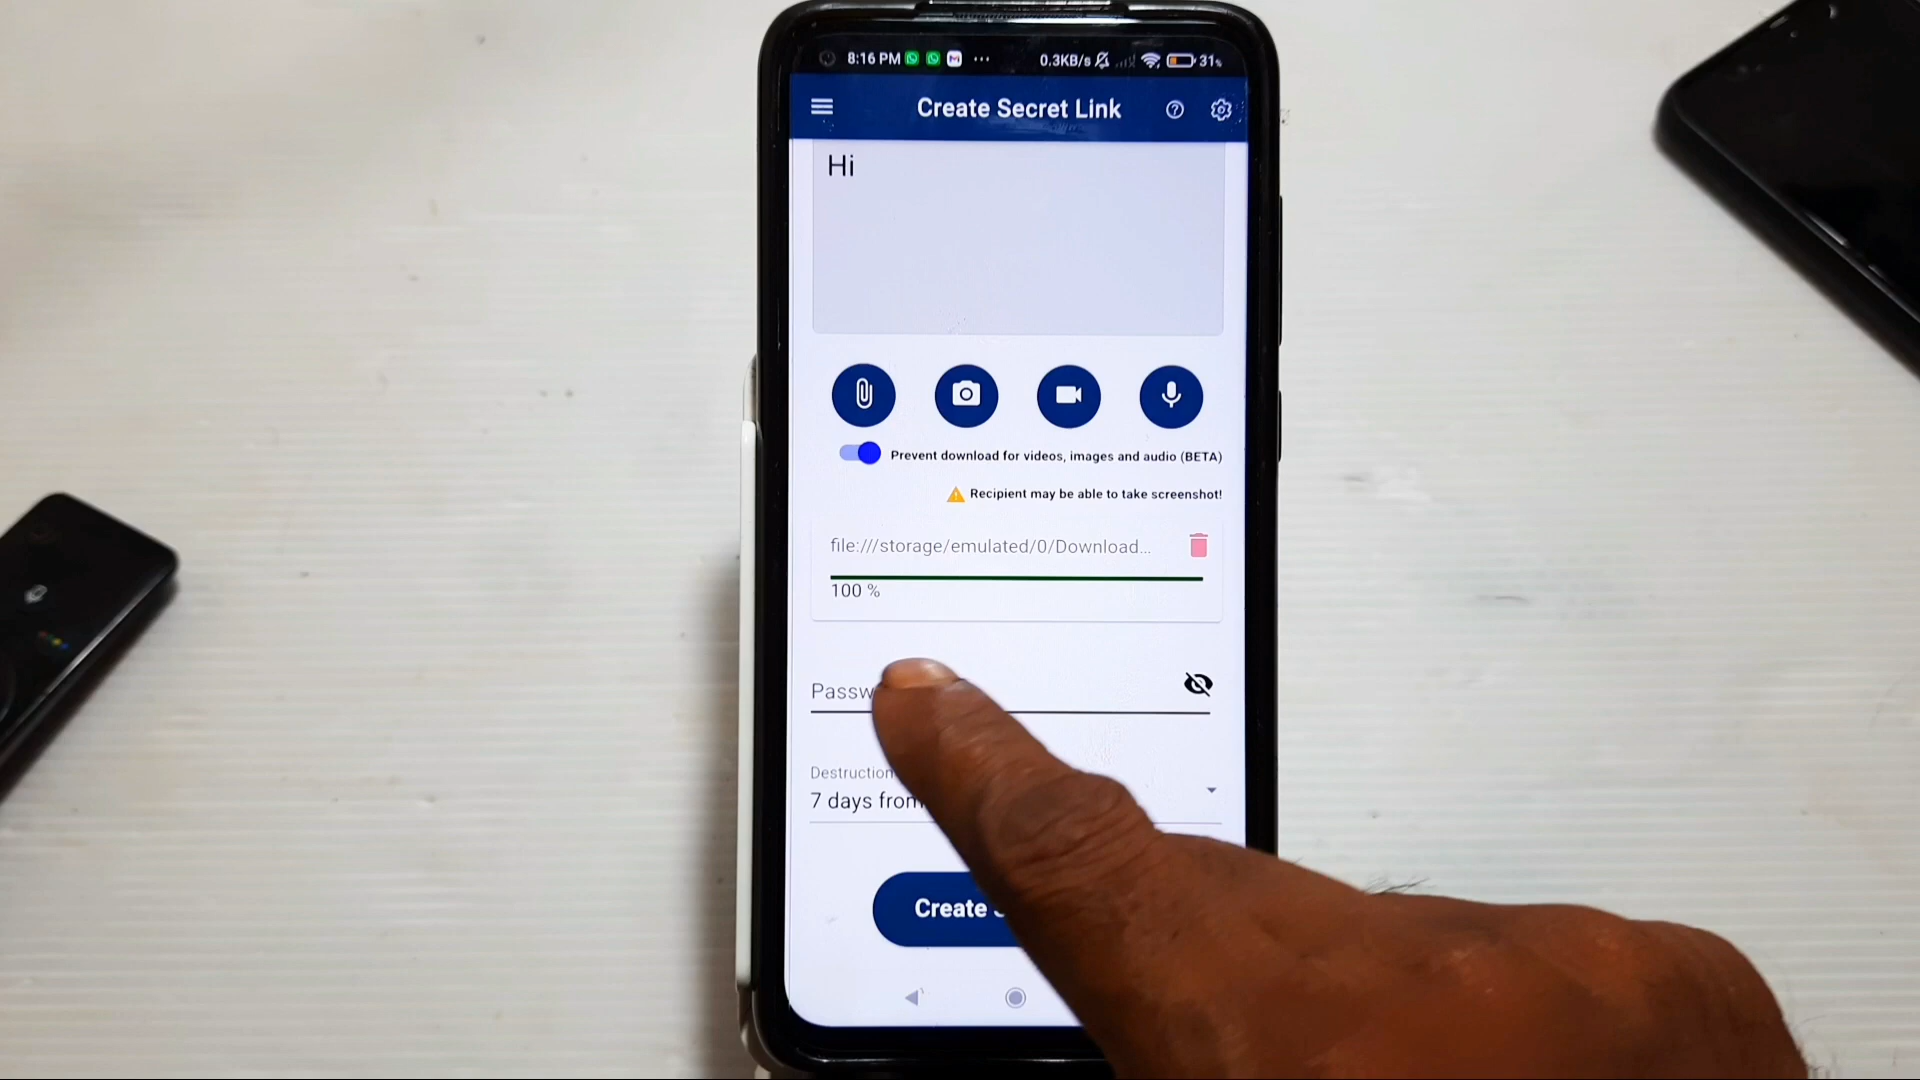 8:16 PM ... 0.3KB/s 31%
Create Secret Link
Hi
Prevent download for videos, images and audio (BETA)
Recipient may be able to take screenshot!
file:///storage/emulated/0/Download...
100 %
Destruction
7 days from
Create